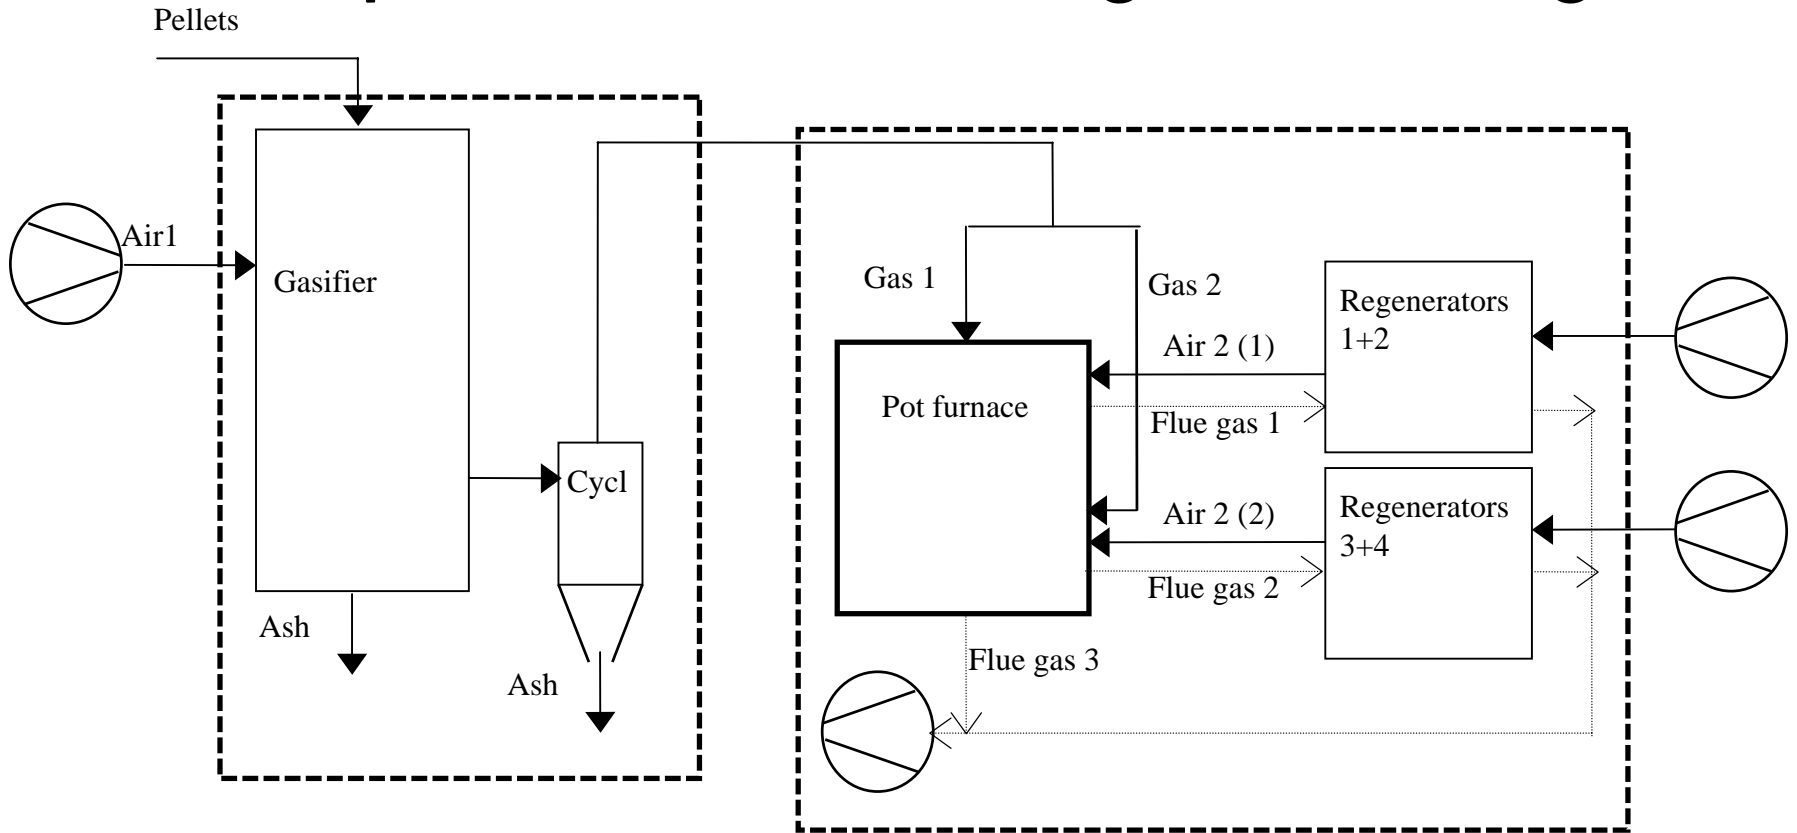 Pellets
Air1
Gasifier
Cycl
Ash
Ash
Gas 1
Gas 2
Regenerators
1+2
Air 2 (1)
Pot furnace
Flue gas 1
Regenerators
3+4
Air 2 (2)
Flue gas 2
Flue gas 3